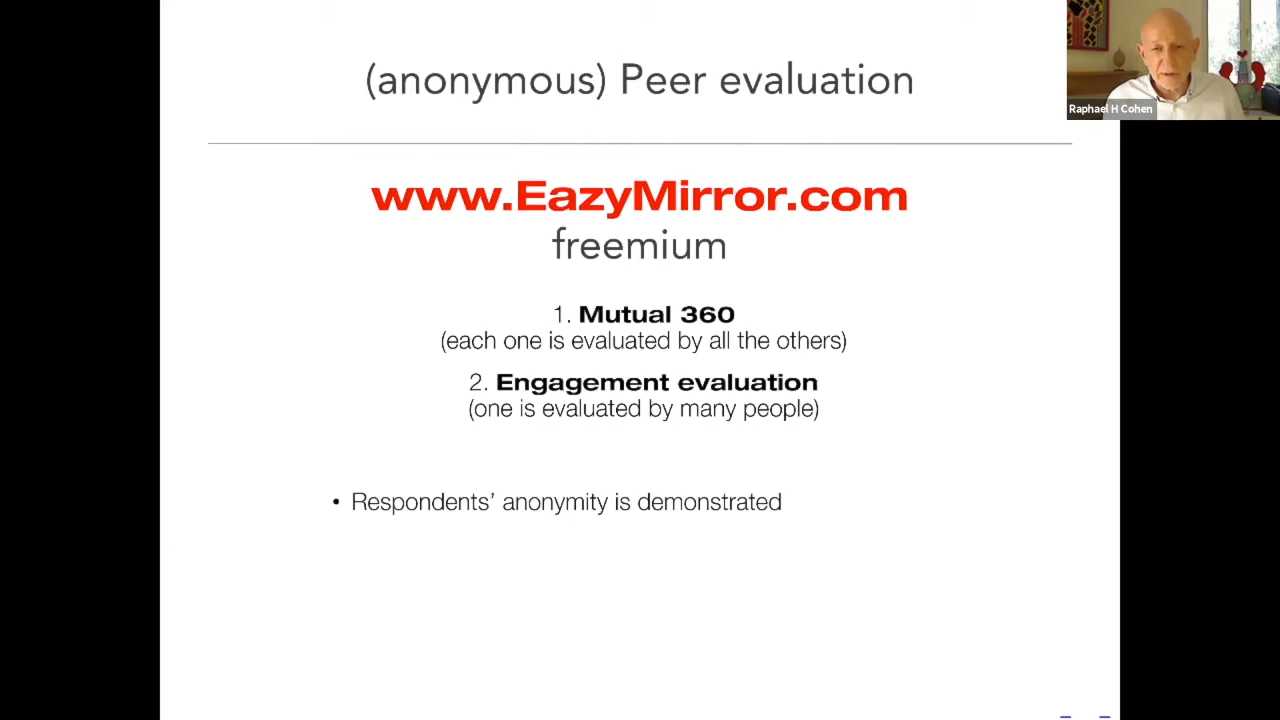 (anonymous) Peer evaluation
Raphael H Cohen
www.EazyMirror.com
freemium
1. Mutual 360
(each one is evaluated by all the others)
2. Engagement evaluation
(one is evaluated by many people)
• Respondents’ anonymity is demonstrated